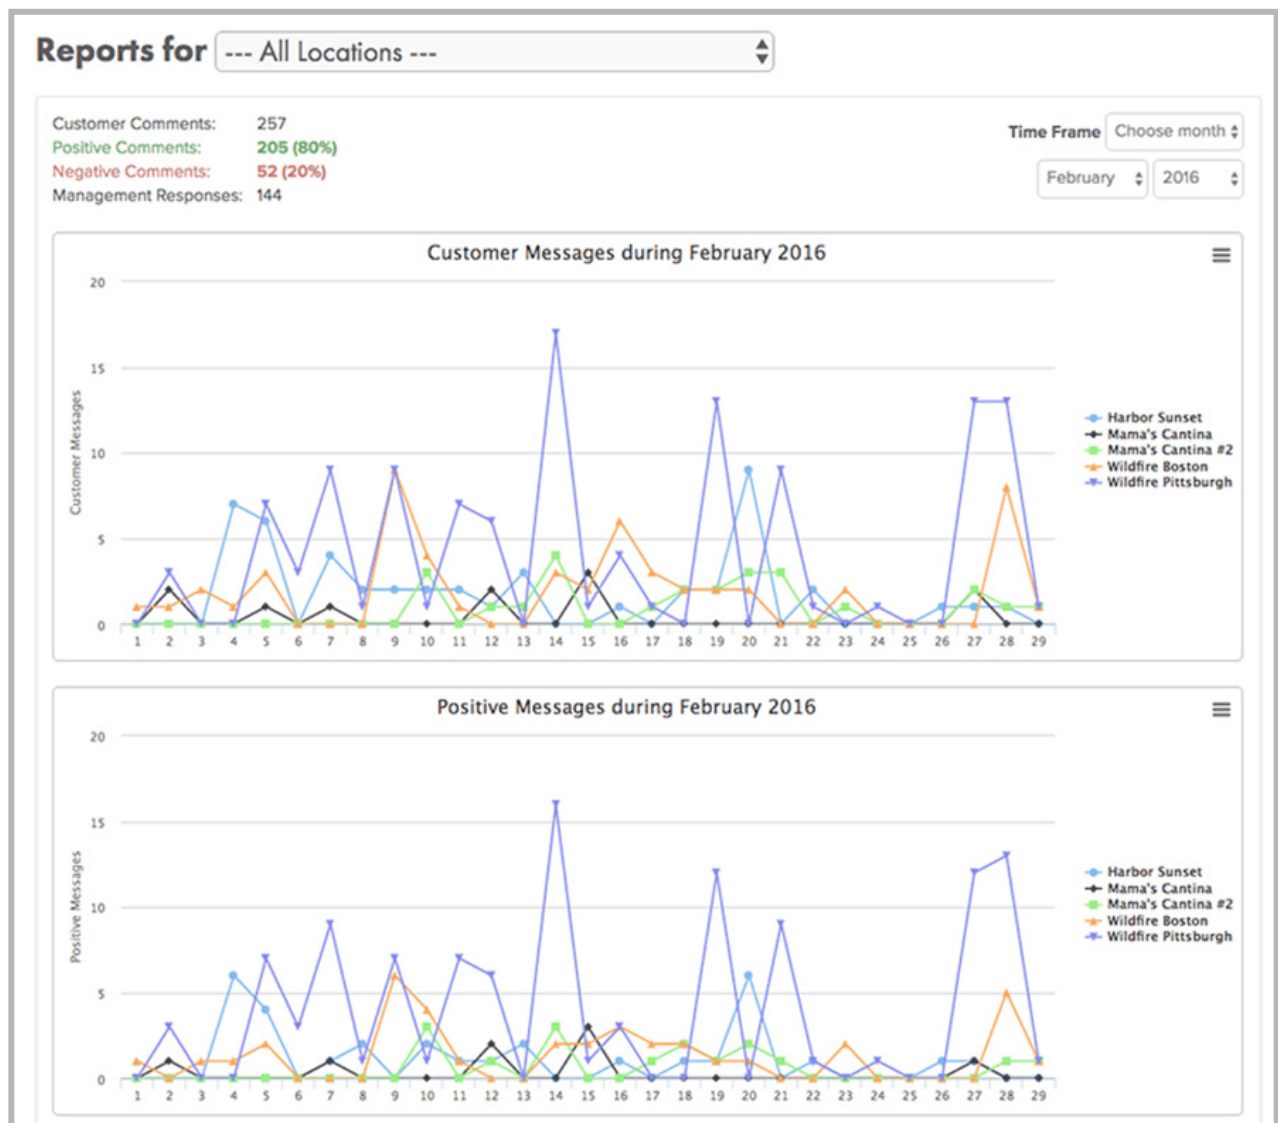 Reports for --- All Locations ---
Customer Comments: 257
Positive Comments: 205 (80%)
Negative Comments: 52 (20%)
Management Responses: 144
Time Frame Choose month
February 2016
Customer Messages during February 2016
20
15
10
5
0
Customer Messages
1 2 3 4 5 6 7 8 9 10 11 12 13 14 15 16 17 18 19 20 21 22 23 24 25 26 27 28 29
Harbor Sunset
Mama's Cantina
Mama's Cantina #2
Wildfire Boston
Wildfire Pittsburgh
Positive Messages during February 2016
20
15
10
5
0
Positive Messages
1 2 3 4 5 6 7 8 9 10 11 12 13 14 15 16 17 18 19 20 21 22 23 24 25 26 27 28 29
Harbor Sunset
Mama's Cantina
Mama's Cantina #2
Wildfire Boston
Wildfire Pittsburgh